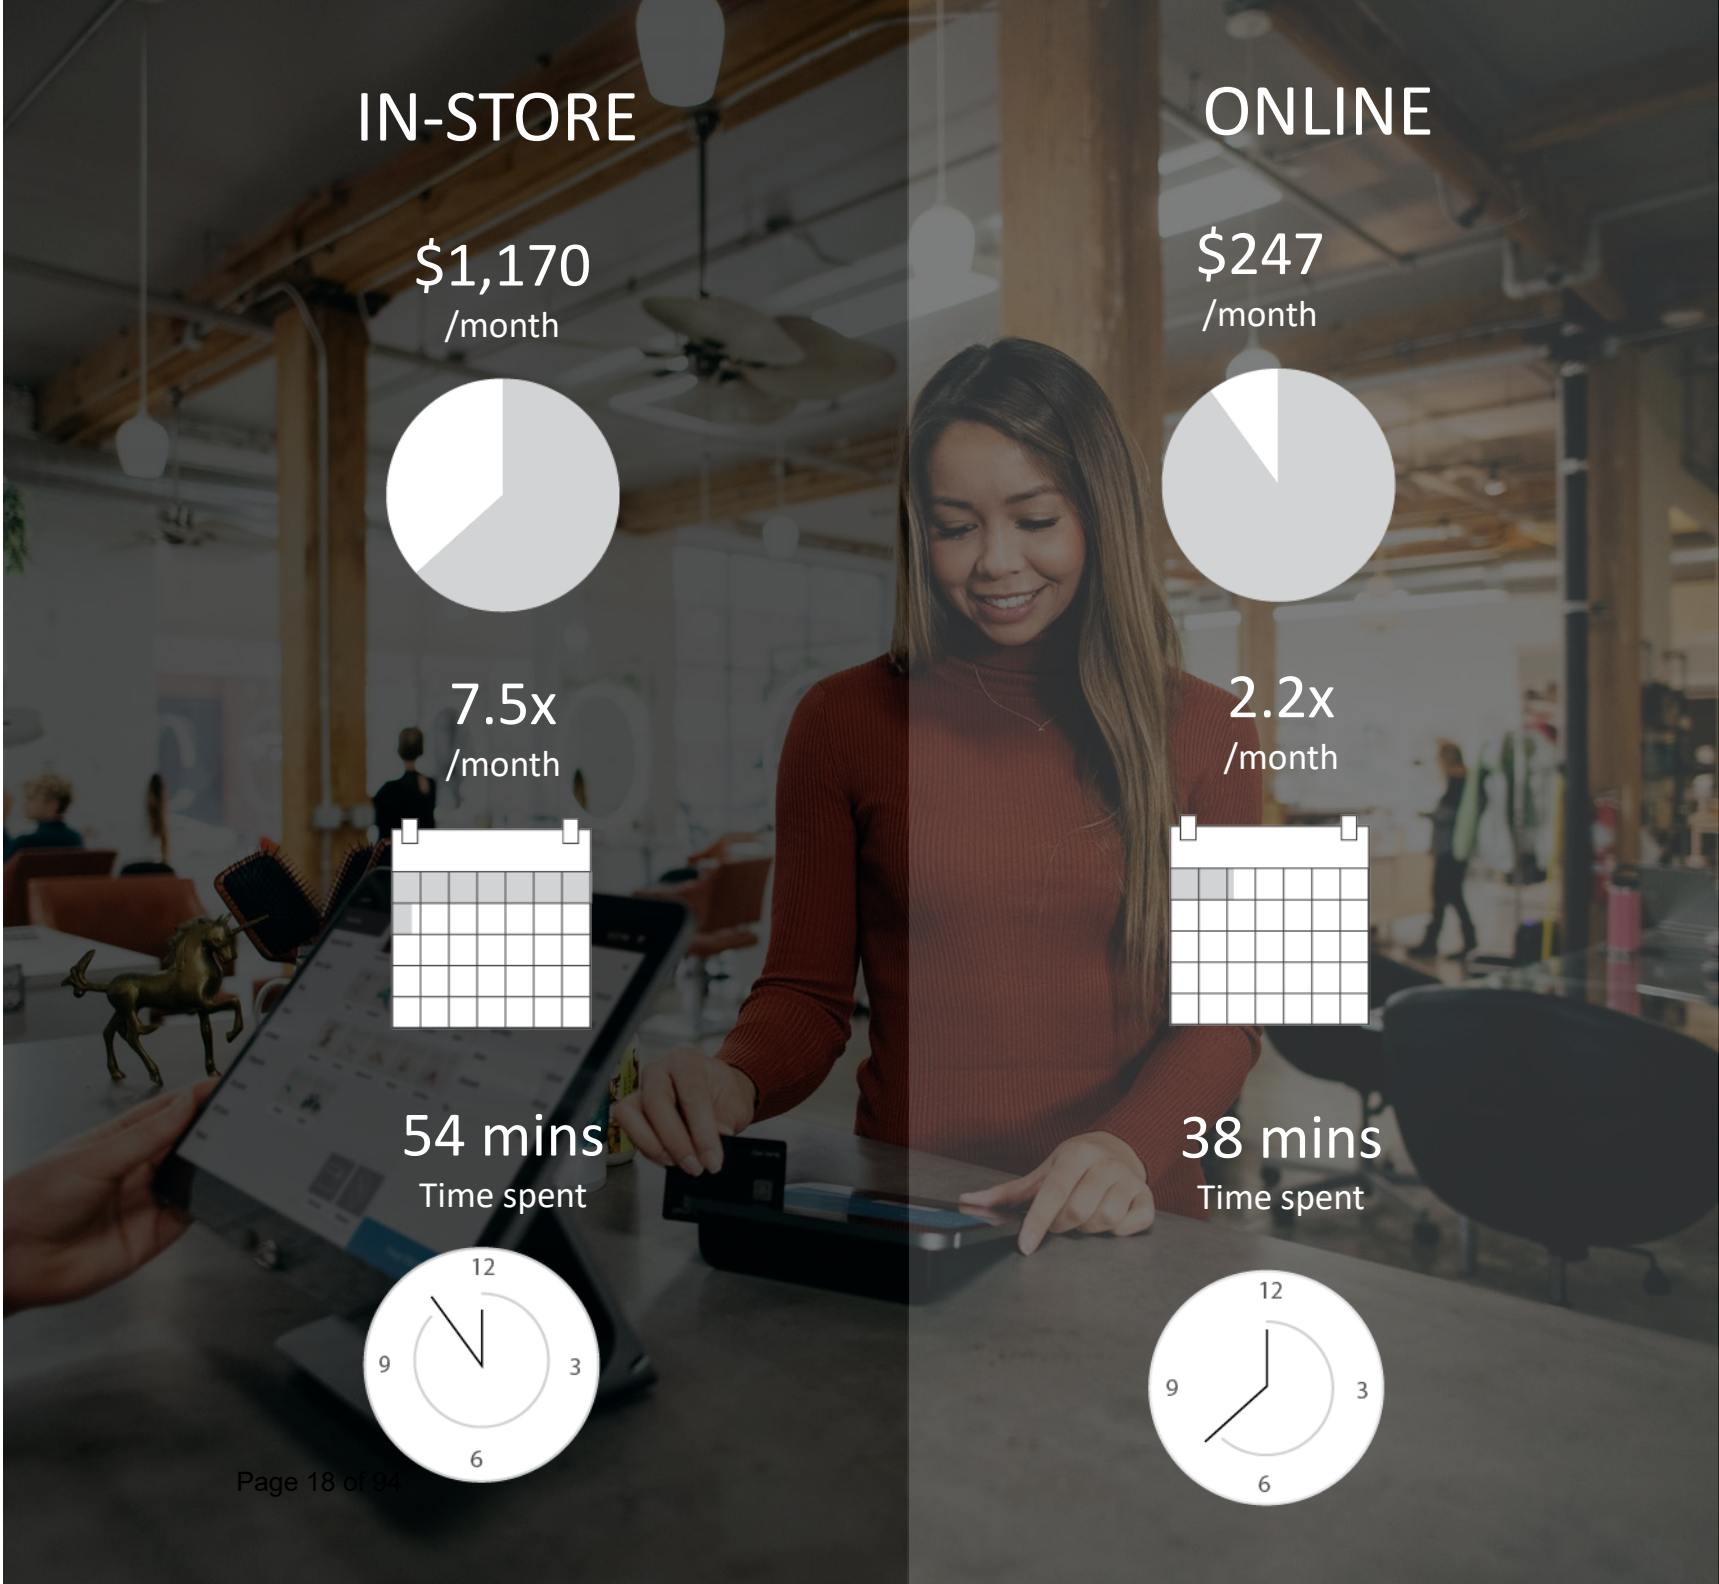 IN-STORE
$1,170
/month
7.5x
/month
54 mins
Time spent
12
9
3
6
Page 18 of 94
ONLINE
$247
/month
2.2x
/month
38 mins
Time spent
12
9
3
6